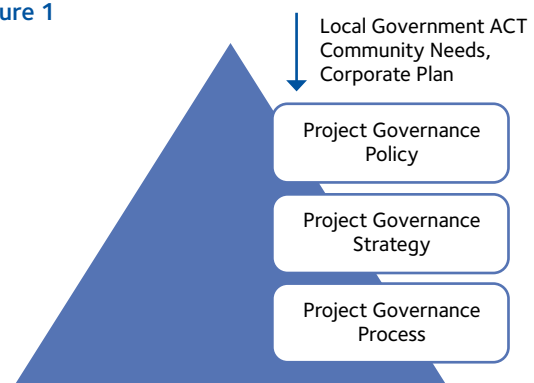 ure 1
Local Government ACT
Community Needs,
Corporate Plan
Project Governance
Policy
Project Governance
Strategy
Project Governance
Process